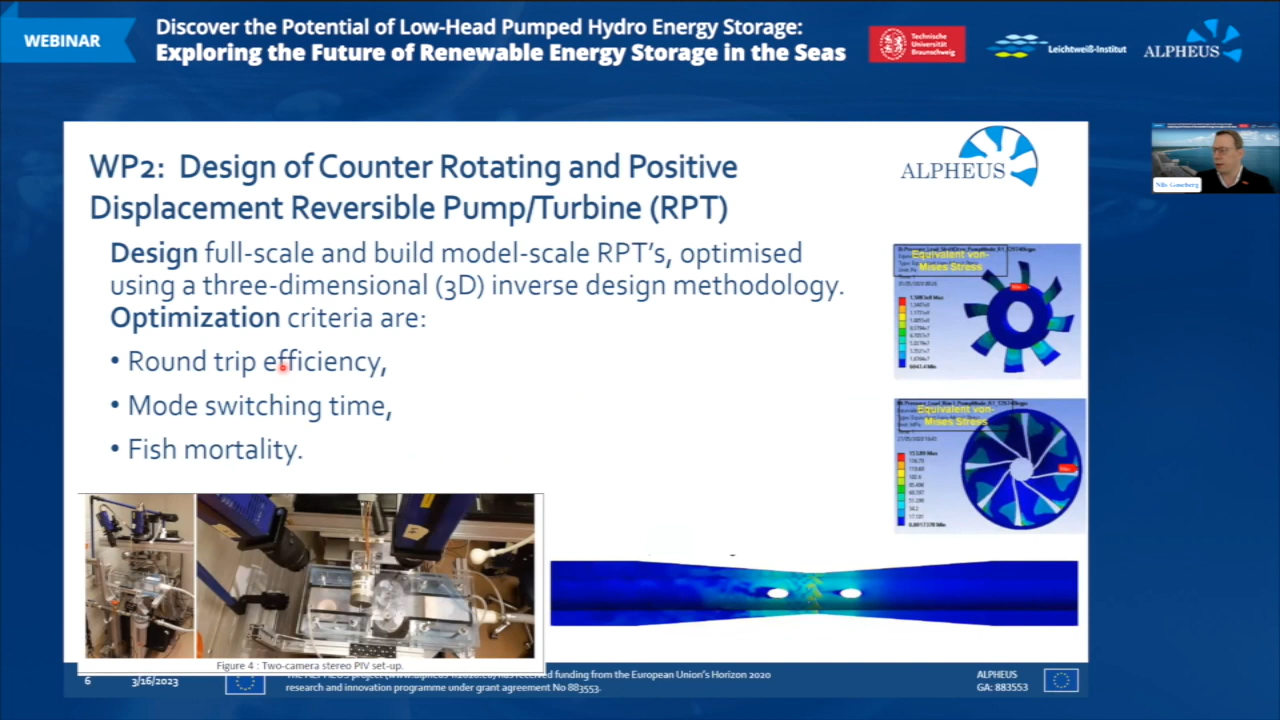 WEBINAR
Discover the Potential of Low-Head Pumped Hydro Energy Storage:
Exploring the Future of Renewable Energy Storage in the Seas
Technische
Universität
Braunschweig
Leichtweiß-Institut
ALPHEUS
WP2: Design of Counter Rotating and Positive
Displacement Reversible Pump/Turbine (RPT)
ALPHEUS
Design full-scale and build model-scale RPT's, optimised
using a three-dimensional (3D) inverse design methodology.
Optimization criteria are:
• Round trip efficiency,
• Mode switching time,
• Fish mortality.
Equivalent von-
Mises Stress
Equivalent von-
Mises Stress
Nils Goseberg
Figure 4 : Two-camera stereo PIV set-up.
6
3/16/2023
received funding from the European Union's Horizon 2020
research and innovation programme under grant agreement No 883553.
ALPHEUS
GA: 883553